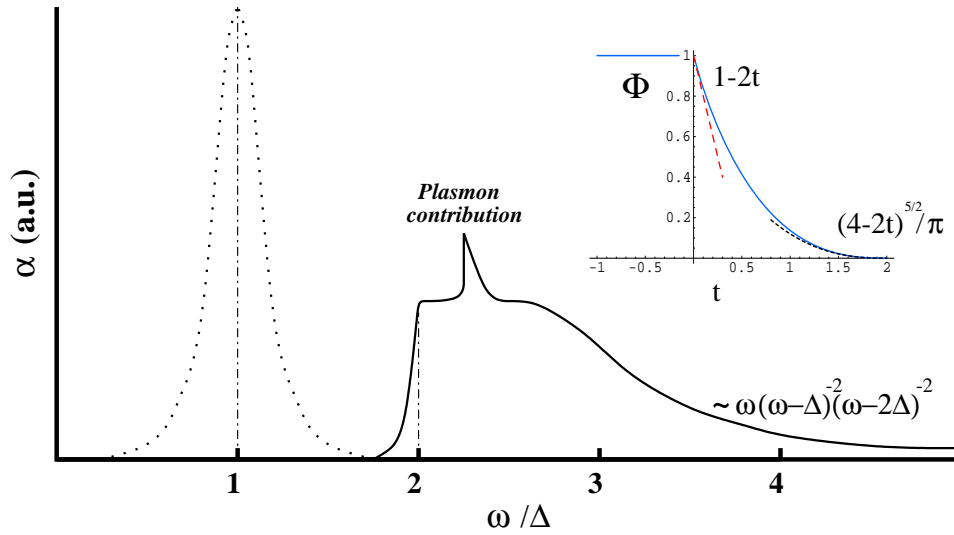 α (a.u.)
Plasmon
contribution
1
2
3
4
ω /Δ
~ ω(ω−Δ)⁻²(ω−2Δ)⁻²
Φ
1-2t
(4-2t)^5/2/π
1
0.8
0.6
0.4
0.2
-1 -0.5 0.5 1 1.5 2
t